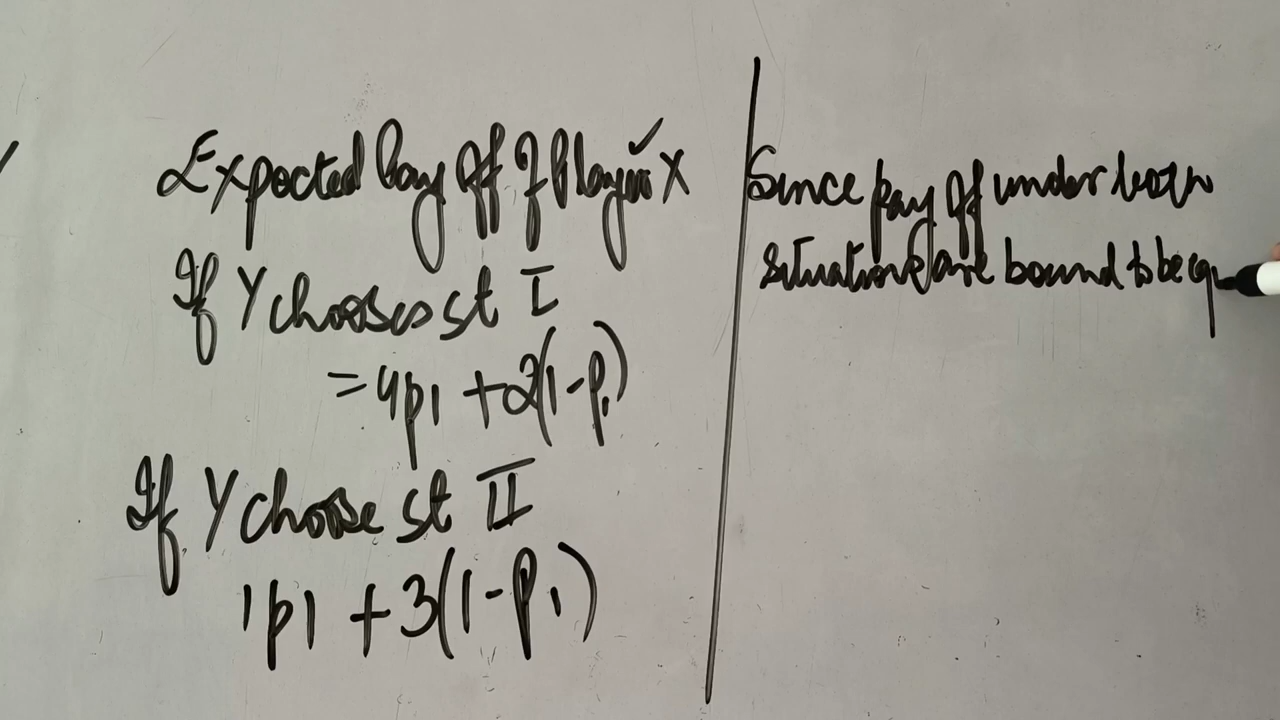 Expected Pay off of Player X
If Y chooses st I
= 4p1 + 2(1-p1)
If Y choose st II
1p1 + 3(1-p1)
Since pay off under both
situations are bound to be equ